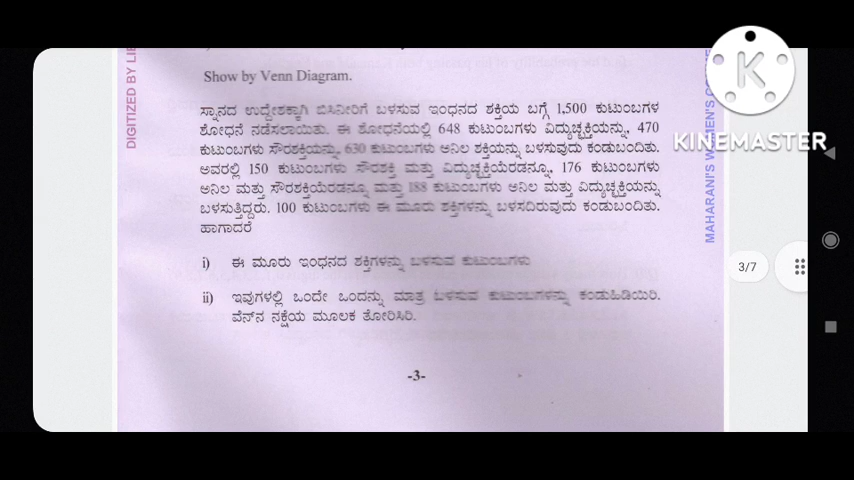 Show by Venn Diagram.
ಸ್ನಾನದ ಉದ್ದೇಶಕ್ಕಾಗಿ ಬಿಸಿನೀರಿಗೆ ಬಳಸುವ ಇಂಧನದ ಶಕ್ತಿಯ ಬಗ್ಗೆ 1,500 ಕುಟುಂಬಗಳ
ಶೋಧನೆ ನಡೆಸಲಾಯಿತು. ಈ ಶೋಧನೆಯಲ್ಲಿ 648 ಕುಟುಂಬಗಳು ವಿದ್ಯುಚ್ಛಕ್ತಿಯನ್ನು, 470
ಕುಟುಂಬಗಳು ಸೌರಶಕ್ತಿಯನ್ನು, 630 ಕುಟುಂಬಗಳು ಅನಿಲ ಶಕ್ತಿಯನ್ನು ಬಳಸುವುದು ಕಂಡುಬಂದಿತು.
ಅವರಲ್ಲಿ 150 ಕುಟುಂಬಗಳು ಸೌರಶಕ್ತಿ ಮತ್ತು ವಿದ್ಯುಚ್ಛಕ್ತಿಯೆರಡನ್ನೂ, 176 ಕುಟುಂಬಗಳು
ಅನಿಲ ಮತ್ತು ಸೌರಶಕ್ತಿಯೆರಡನ್ನೂ ಮತ್ತು 188 ಕುಟುಂಬಗಳು ಅನಿಲ ಮತ್ತು ವಿದ್ಯುಚ್ಛಕ್ತಿಯನ್ನು
ಬಳಸುತ್ತಿದ್ದರು. 100 ಕುಟುಂಬಗಳು ಈ ಮೂರು ಶಕ್ತಿಗಳನ್ನು ಬಳಸದಿರುವುದು ಕಂಡುಬಂದಿತು.
ಹಾಗಾದರೆ
i) ಈ ಮೂರು ಇಂಧನದ ಶಕ್ತಿಗಳನ್ನು ಬಳಸುವ ಕುಟುಂಬಗಳು
ii) ಇವುಗಳಲ್ಲಿ ಒಂದೇ ಒಂದನ್ನು ಮಾತ್ರ ಬಳಸುವ ಕುಟುಂಬಗಳನ್ನು ಕಂಡುಹಿಡಿಯಿರಿ.
ವೆನ್‌ನ ನಕ್ಷೆಯ ಮೂಲಕ ತೋರಿಸಿರಿ.
-3-
DIGITIZED BY
MAHARANI'S WOMEN'S
K
KINEMASTER
3/7